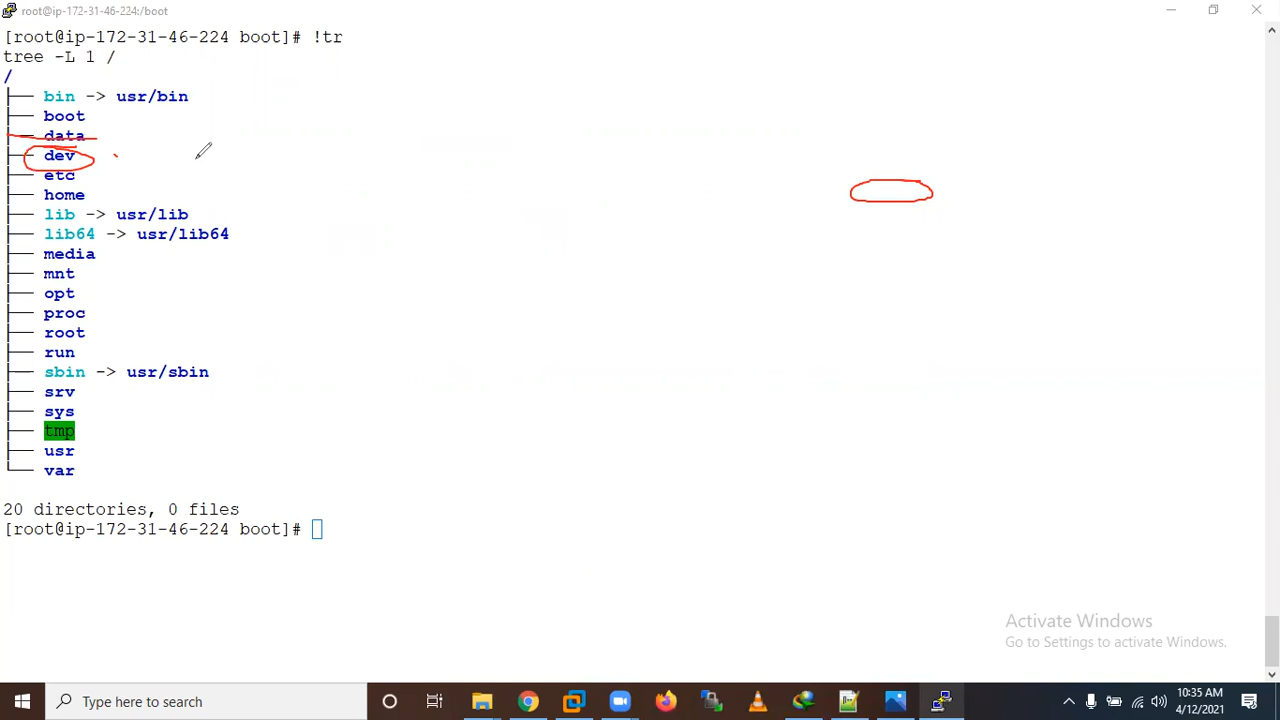 root@ip-172-31-46-224:/boot
[root@ip-172-31-46-224 boot]# !tr
tree -L 1 /
/
├── bin -> usr/bin
├── boot
├── data
├── dev
├── etc
├── home
├── lib -> usr/lib
├── lib64 -> usr/lib64
├── media
├── mnt
├── opt
├── proc
├── root
├── run
├── sbin -> usr/sbin
├── srv
├── sys
├── tmp
├── usr
└── var
20 directories, 0 files
[root@ip-172-31-46-224 boot]#
Activate Windows
Go to Settings to activate Windows.
Type here to search
10:35 AM
4/12/2021